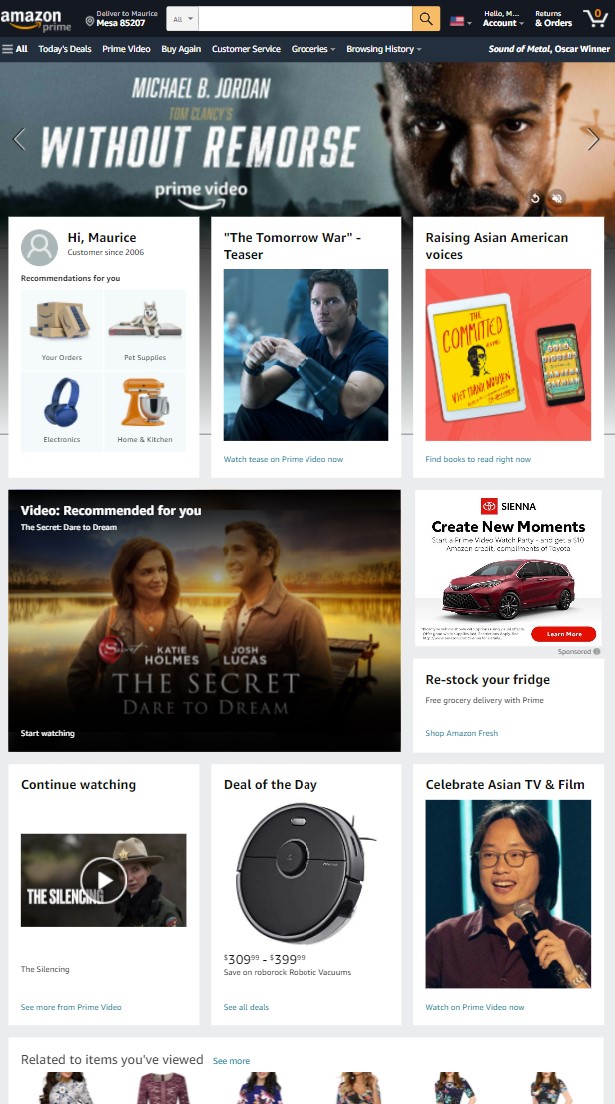 amazon
prime
Deliver to Maurice
Mesa 85207
All
Hello, M...
Account
Returns
& Orders
0
All
Today's Deals
Prime Video
Buy Again
Customer Service
Groceries
Browsing History
Sound of Metal, Oscar Winner
MICHAEL B. JORDAN
TOM CLANCY'S
WITHOUT REMORSE
prime video
Hi, Maurice
Customer since 2006
Recommendations for you
Your Orders
Pet Supplies
Electronics
Home & Kitchen
"The Tomorrow War" -
Teaser
Watch tease on Prime Video now
Raising Asian American
voices
THE
COMMITTED
VIET THANH NGUYEN
Find books to read right now
Video: Recommended for you
The Secret: Dare to Dream
Secret
KATIE
HOLMES
JOSH
LUCAS
THE SECRET
DARE TO DREAM
Start watching
SIENNA
Create New Moments
Start a Prime Video Watch Party - and get a $10
Amazon credit, compliments of Toyota
Learn More
Sponsored
Re-stock your fridge
Free grocery delivery with Prime
Shop Amazon Fresh
Continue watching
THE SILENCING
The Silencing
See more from Prime Video
Deal of the Day
$309.99 - $399.99
Save on roborock Robotic Vacuums
See all deals
Celebrate Asian TV & Film
Watch on Prime Video now
Related to items you've viewed
See more